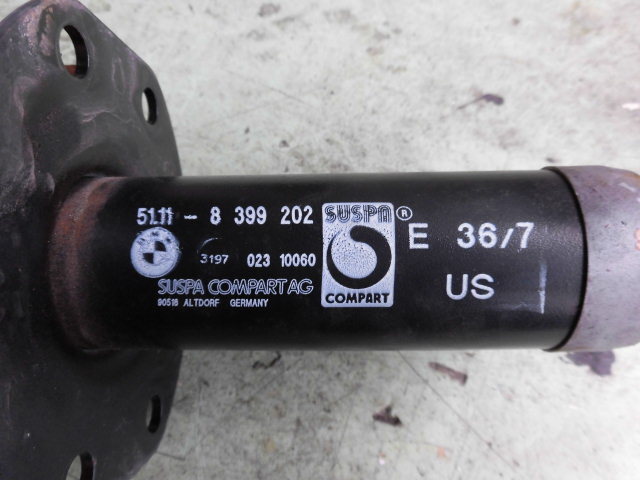 51.11 - 8 399 202
3197 023 10060
SUSPA COMPART AG
90518 ALTDORF GERMANY
SUSPA ®
COMPART
E 36/7
US